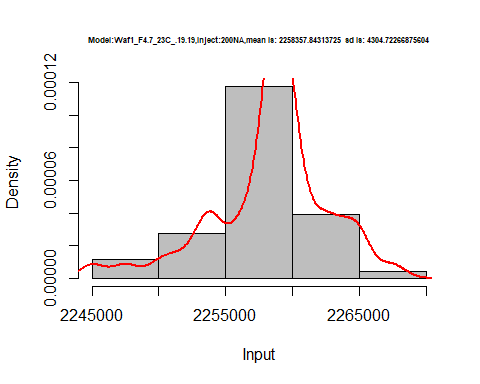 Model:Waf1_F4.7_23C_.19.19,Inject:200NA,mean is: 2258357.84313725 sd is: 4304.72266875604
Density
0.00000 0.00006 0.00012
2245000 2255000 2265000
Input